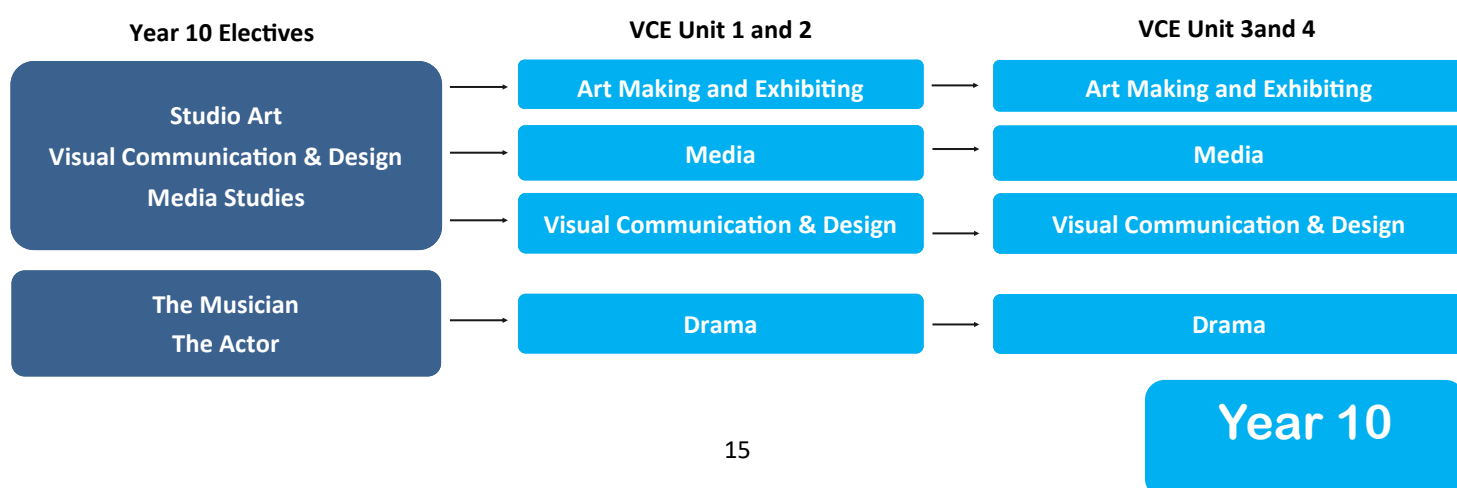 Year 10 Electives
VCE Unit 1 and 2
VCE Unit 3and 4
Studio Art
Visual Communication & Design
Media Studies
Art Making and Exhibiting
Art Making and Exhibiting
Media
Media
Visual Communication & Design
Visual Communication & Design
The Musician
The Actor
Drama
Drama
15
Year 10